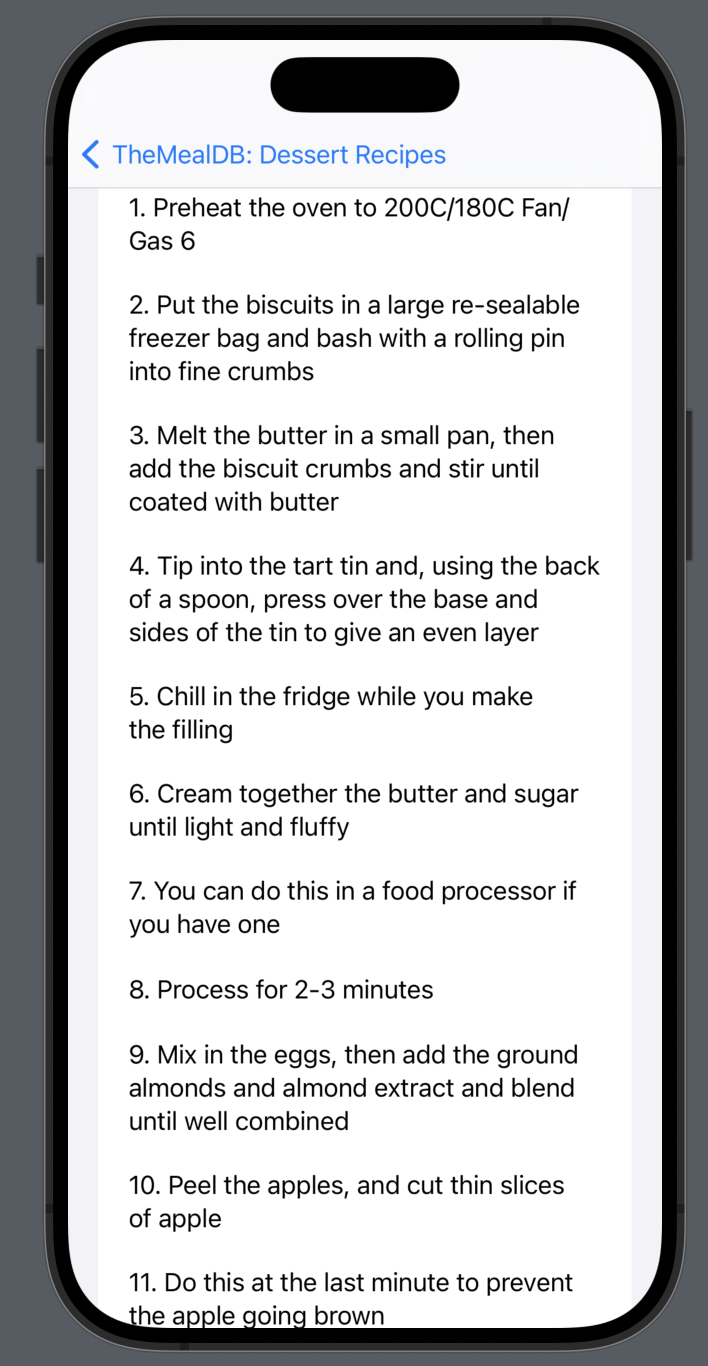 TheMealDB: Dessert Recipes
1. Preheat the oven to 200C/180C Fan/
Gas 6
2. Put the biscuits in a large re-sealable
freezer bag and bash with a rolling pin
into fine crumbs
3. Melt the butter in a small pan, then
add the biscuit crumbs and stir until
coated with butter
4. Tip into the tart tin and, using the back
of a spoon, press over the base and
sides of the tin to give an even layer
5. Chill in the fridge while you make
the filling
6. Cream together the butter and sugar
until light and fluffy
7. You can do this in a food processor if
you have one
8. Process for 2-3 minutes
9. Mix in the eggs, then add the ground
almonds and almond extract and blend
until well combined
10. Peel the apples, and cut thin slices
of apple
11. Do this at the last minute to prevent
the apple going brown